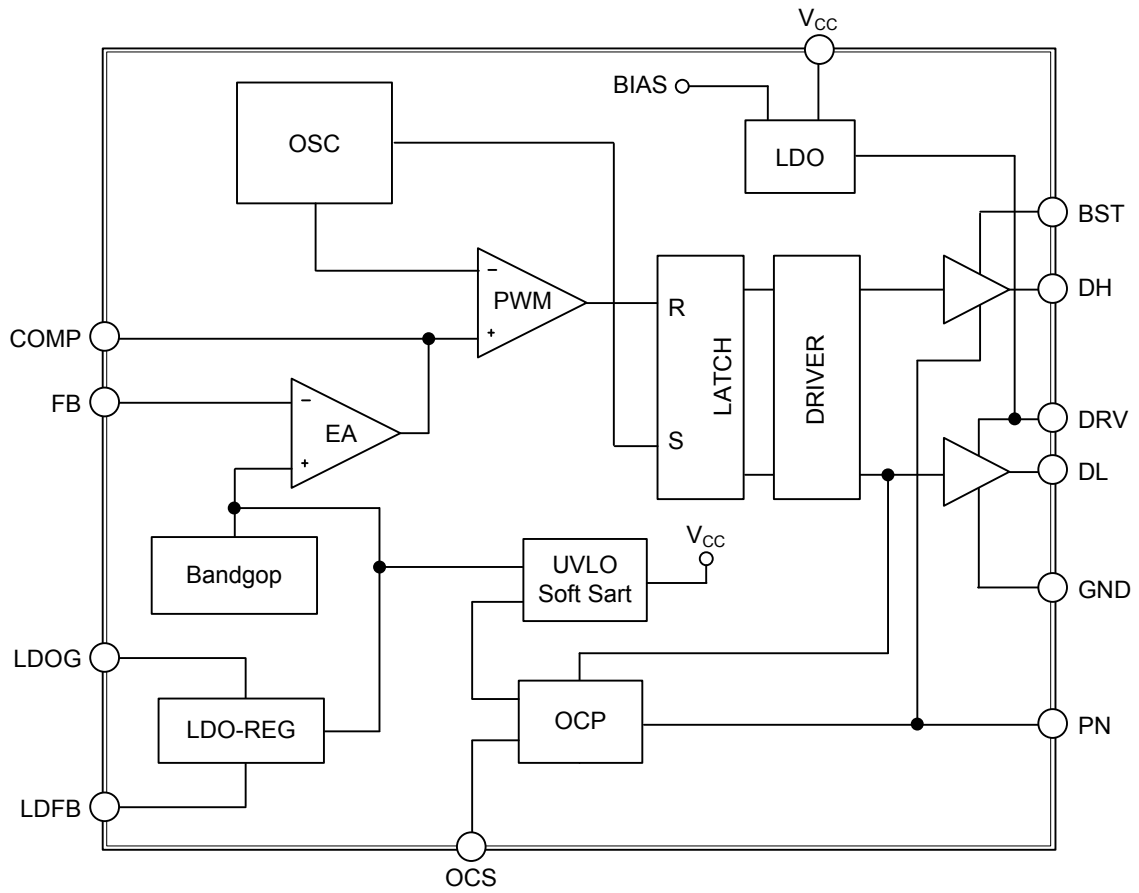 VCC
BIAS
OSC
LDO
BST
−
PWM
+
DH
R
COMP
LATCH
DRIVER
FB
−
EA
+
S
DRV
DL
VCC
UVLO
Soft Sart
Bandgop
GND
LDOG
LDO-REG
OCP
PN
LDFB
OCS